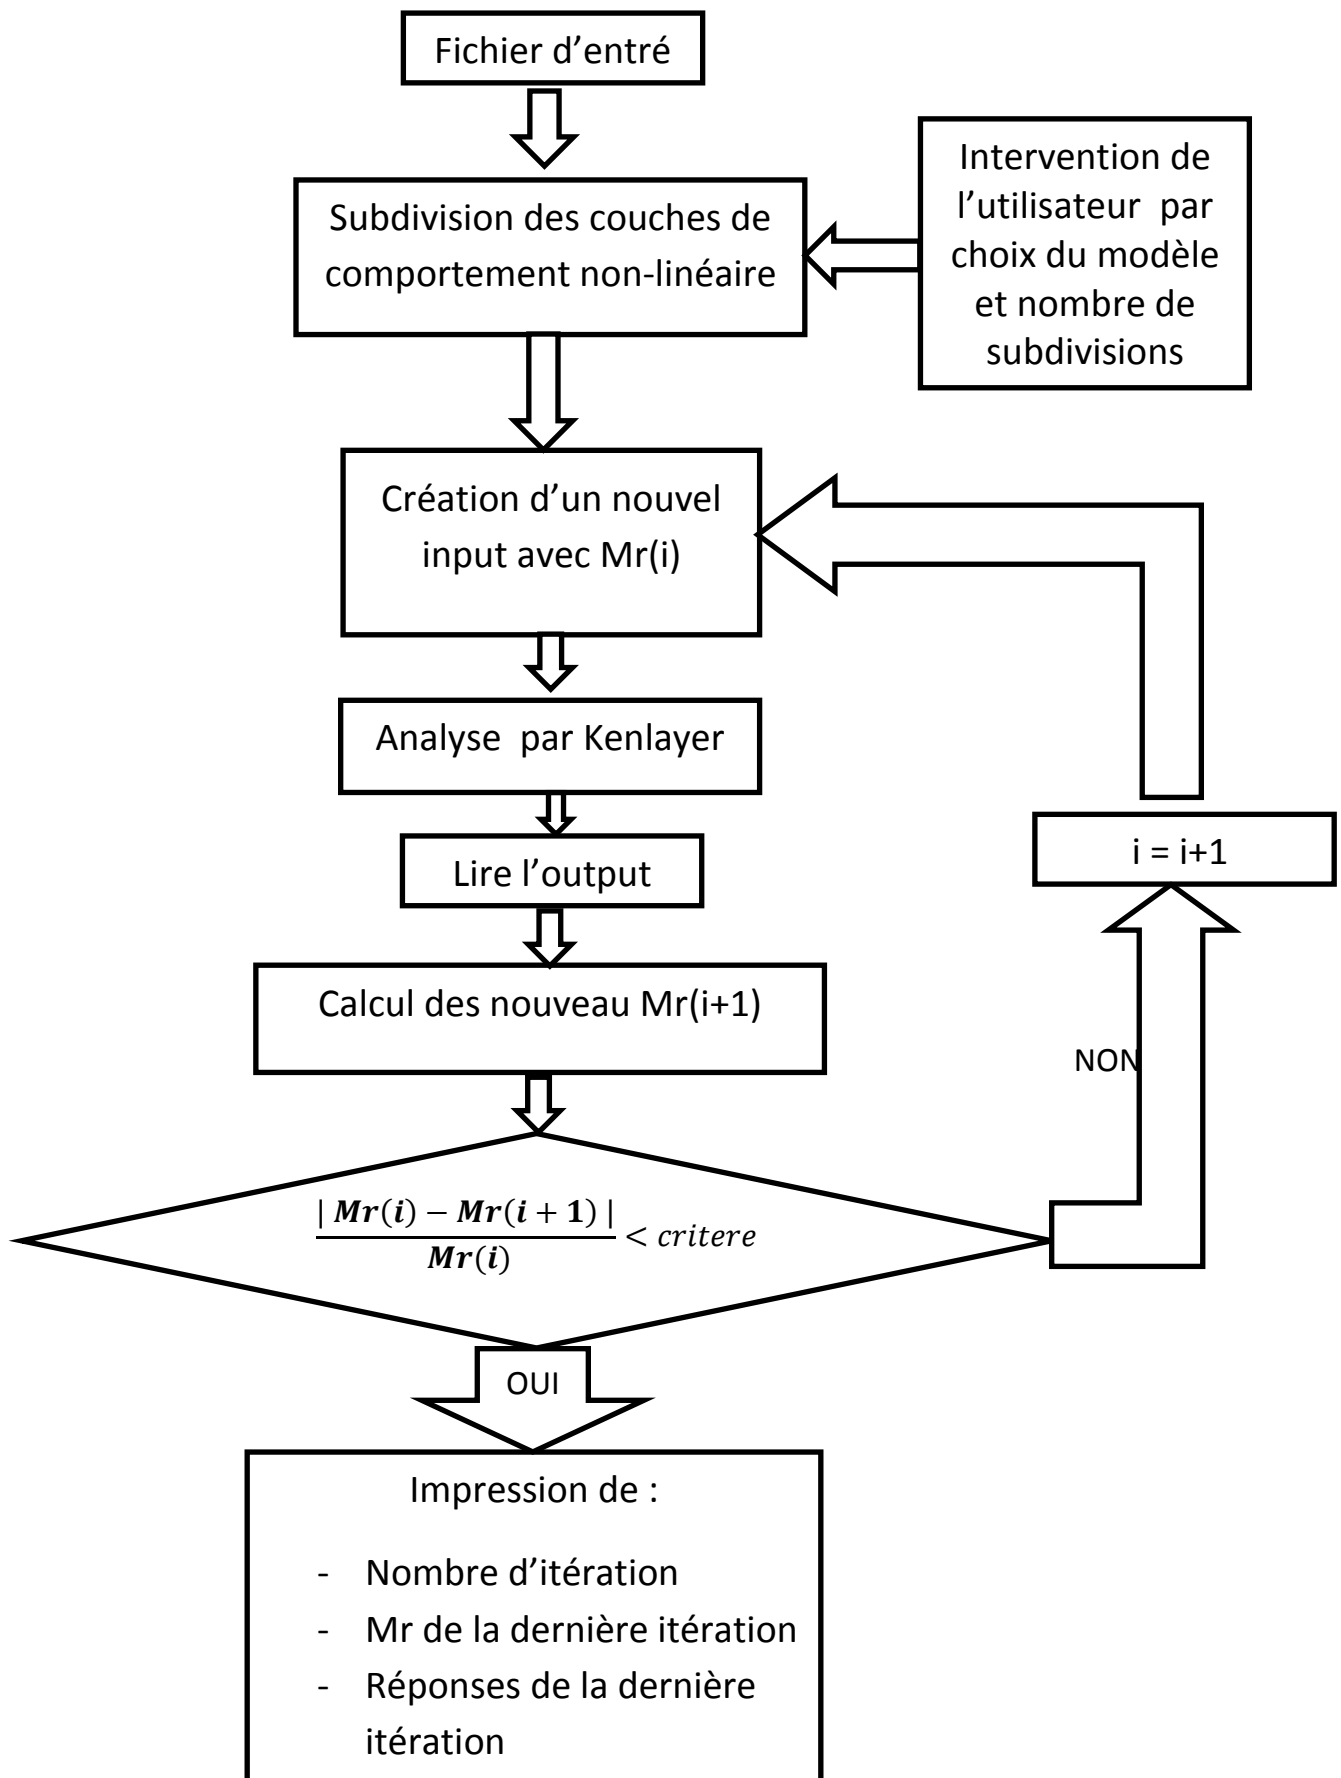 Fichier d’entré
Intervention de
l’utilisateur par
choix du modèle
et nombre de
subdivisions
Subdivision des couches de
comportement non-linéaire
Création d’un nouvel
input avec Mr(i)
Analyse par Kenlayer
Lire l’output
i = i+1
Calcul des nouveau Mr(i+1)
NON
| Mr(i) − Mr(i + 1) |
Mr(i)
< critere
OUI
Impression de :
- Nombre d’itération
- Mr de la dernière itération
- Réponses de la dernière
itération